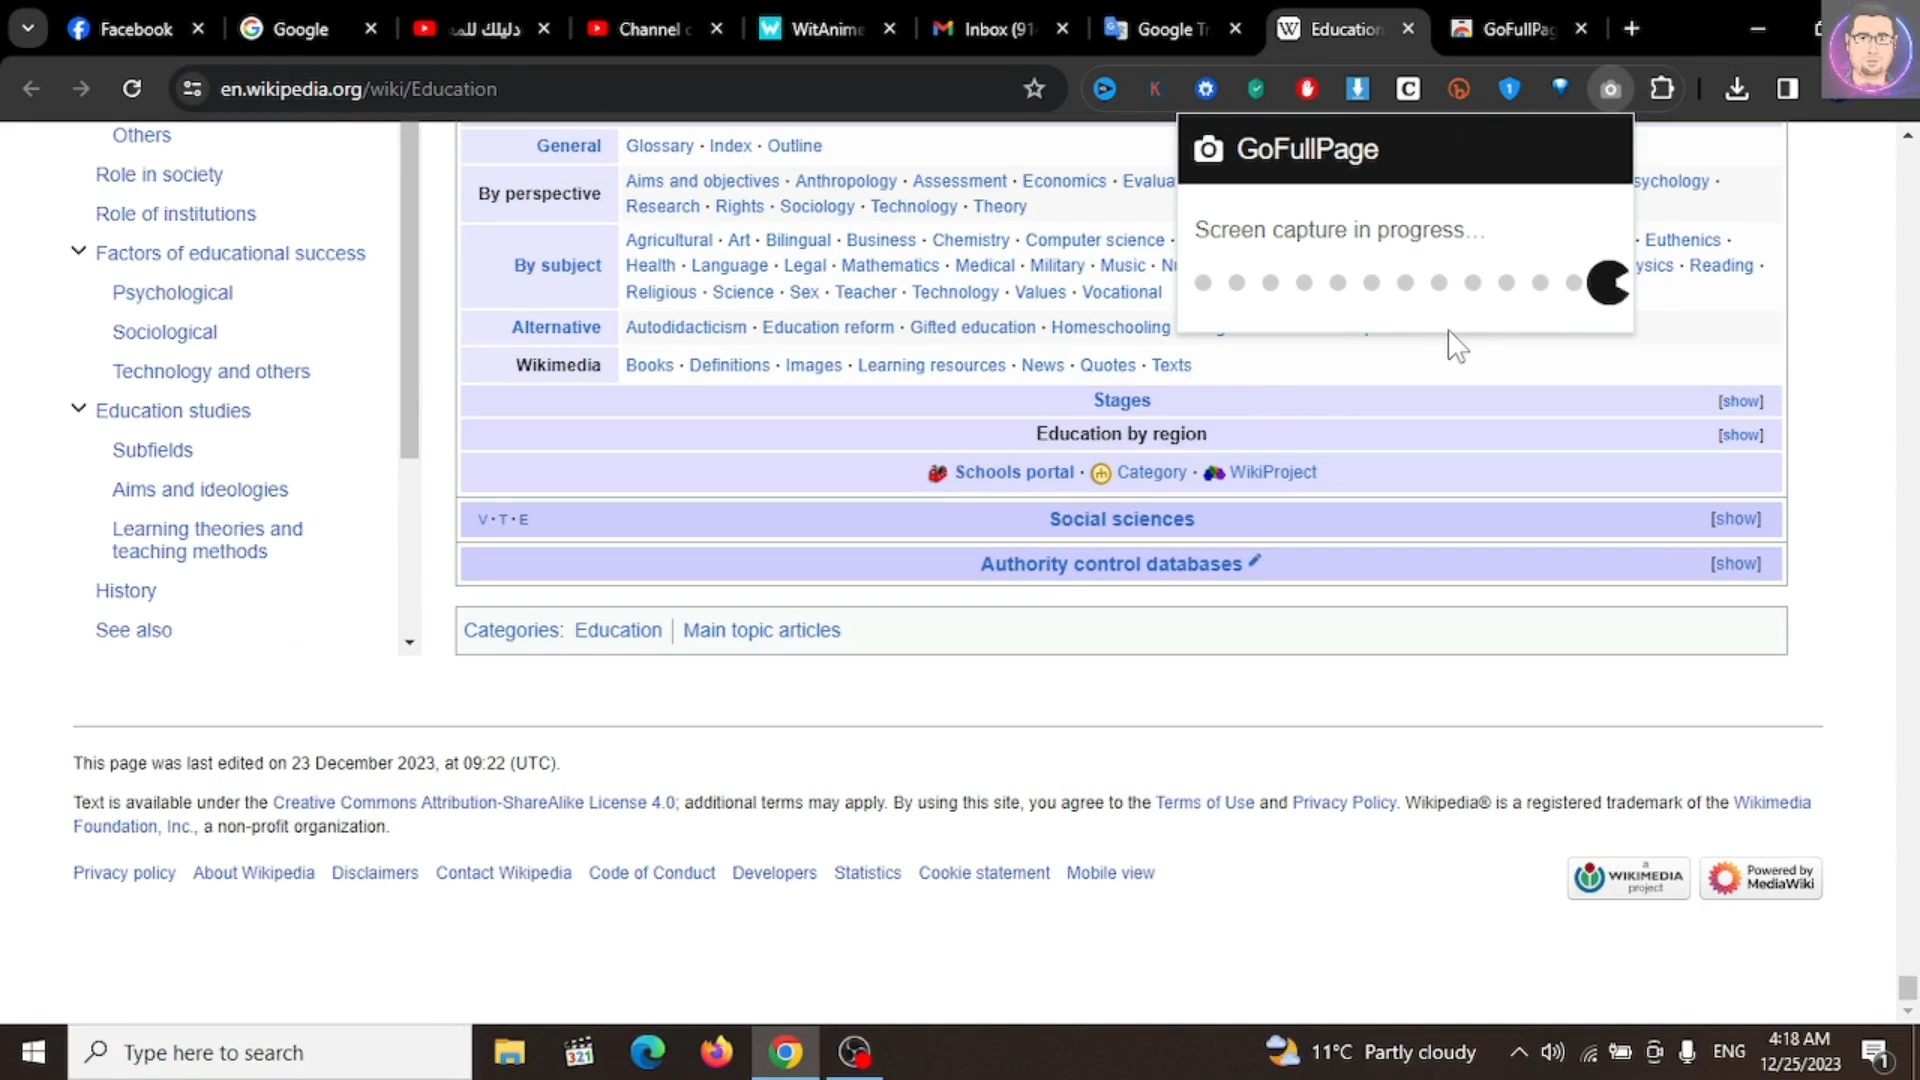 Facebook
Google
دليلك للمع
Channel c
WitAnime
Inbox (91
Google Tr
Education
GoFullPag
en.wikipedia.org/wiki/Education
GoFullPage
Screen capture in progress...
Others
Role in society
Role of institutions
Factors of educational success
Psychological
Sociological
Technology and others
Education studies
Subfields
Aims and ideologies
Learning theories and
teaching methods
History
See also
General
Glossary · Index · Outline
By perspective
Aims and objectives · Anthropology · Assessment · Economics · Evalua
sychology ·
Research · Rights · Sociology · Technology · Theory
By subject
Agricultural · Art · Bilingual · Business · Chemistry · Computer science ·
· Euthenics ·
Health · Language · Legal · Mathematics · Medical · Military · Music · Nu
ysics · Reading ·
Religious · Science · Sex · Teacher · Technology · Values · Vocational
Alternative
Autodidacticism · Education reform · Gifted education · Homeschooling
Wikimedia
Books · Definitions · Images · Learning resources · News · Quotes · Texts
Stages
[show]
Education by region
[show]
Schools portal · Category · WikiProject
V · T · E
Social sciences
[show]
Authority control databases
[show]
Categories: Education | Main topic articles
This page was last edited on 23 December 2023, at 09:22 (UTC).
Text is available under the Creative Commons Attribution-ShareAlike License 4.0; additional terms may apply. By using this site, you agree to the Terms of Use and Privacy Policy. Wikipedia® is a registered trademark of the Wikimedia
Foundation, Inc., a non-profit organization.
Privacy policy About Wikipedia Disclaimers Contact Wikipedia Code of Conduct Developers Statistics Cookie statement Mobile view
a
WIKIMEDIA
project
Powered by
MediaWiki
Type here to search
321
11°C Partly cloudy
ENG
4:18 AM
12/25/2023
1